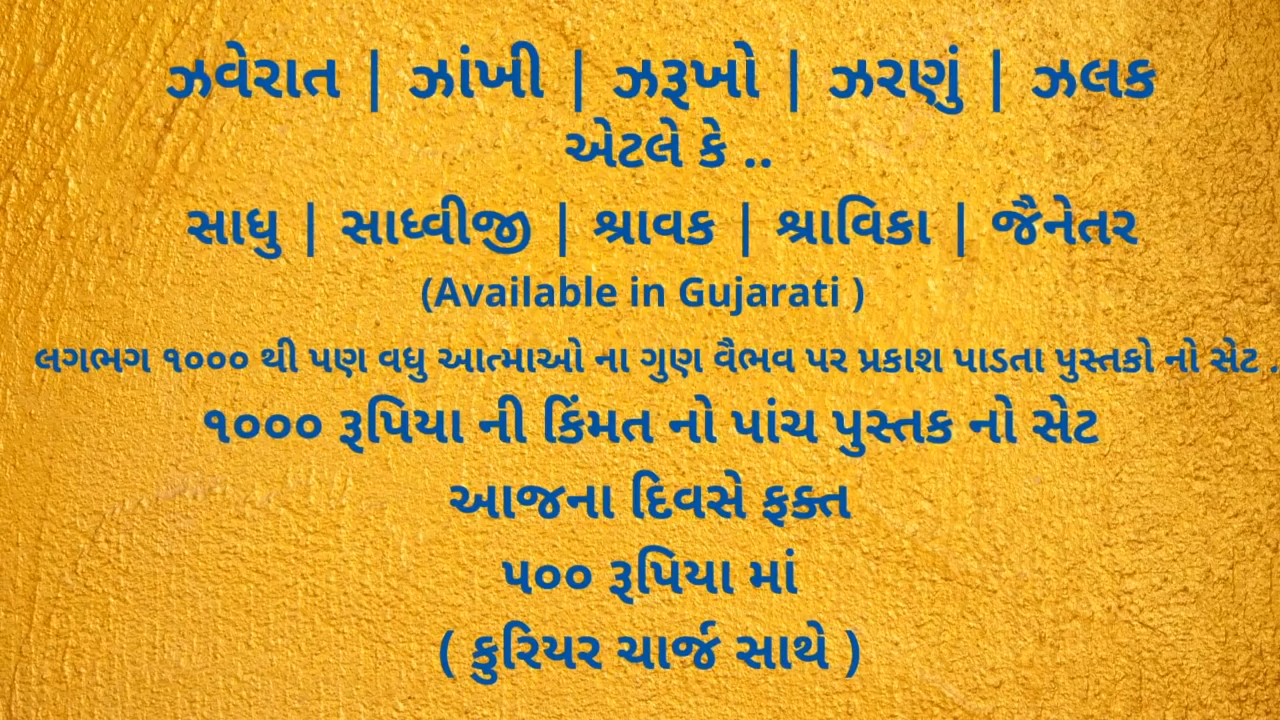 ઝવેરાત | ઝાંખી | ઝરૂખો | ઝરણું | ઝલક
એટલે કે ..
સાધુ | સાધ્વીજી | શ્રાવક | શ્રાવિકા | જૈનેતર
(Available in Gujarati )
લગભગ ૧૦૦૦ થી પણ વધુ આત્માઓ ના ગુણ વૈભવ પર પ્રકાશ પાડતા પુસ્તકો નો સેટ .
૧૦૦૦ રૂપિયા ની કિંમત નો પાંચ પુસ્તક નો સેટ
આજના દિવસે ફક્ત
૫૦૦ રૂપિયા માં
( કુરિયર ચાર્જ સાથે )